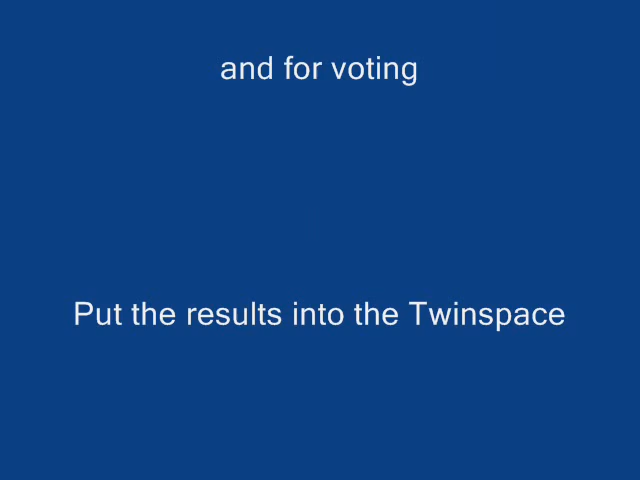 and for voting
Put the results into the Twinspace